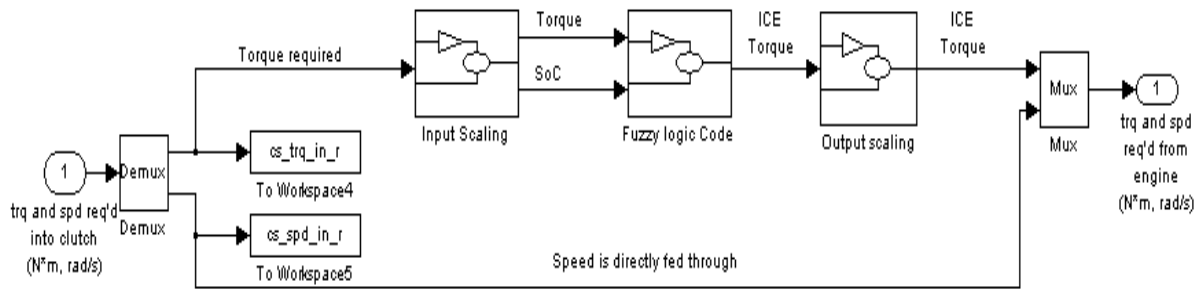 Torque
ICE
Torque
ICE
Torque
Torque required
SoC
Input Scaling
Fuzzy logic Code
Output scaling
Mux
Mux
1
trq and spd
req'd from
engine
(N*m, rad/s)
1
trq and spd req'd
into clutch
(N*m, rad/s)
Demux
Demux
cs_trq_in_r
To Workspace4
cs_spd_in_r
To Workspace5
Speed is directly fed through